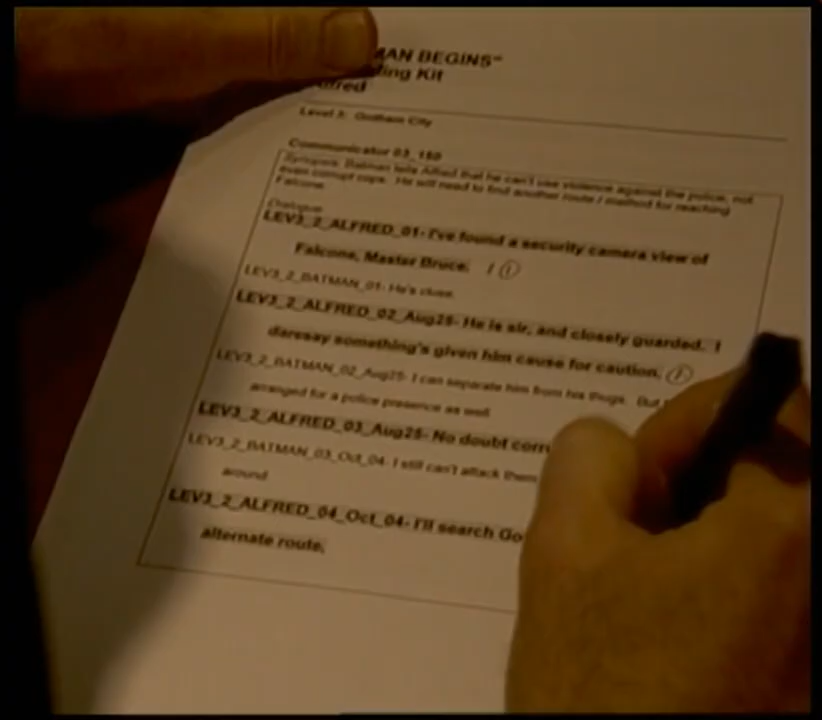 MAN BEGINS"
ing Kit
Alfred
Level 3: Gotham City
Communicator 03_150
Synopsis: Batman tells Alfred that he can't use violence against the police, not
even corrupt cops. He will need to find another route / method for reaching
Falcone.
Dialogue
LEV3_2_ALFRED_01- I've found a security camera view of
Falcone, Master Bruce.
LEV3_2_BATMAN_01- He's close.
LEV3_2_ALFRED_02_Aug25- He is sir, and closely guarded. I
daresay something's given him cause for caution.
LEV3_2_BATMAN_02_Aug25- I can separate him from his thugs. But
arranged for a police presence as well.
LEV3_2_ALFRED_03_Aug25- No doubt corr
LEV3_2_BATMAN_03_Oct_04- I still can't attack them
around.
LEV3_2_ALFRED_04_Oct_04- I'll search Go
alternate route.